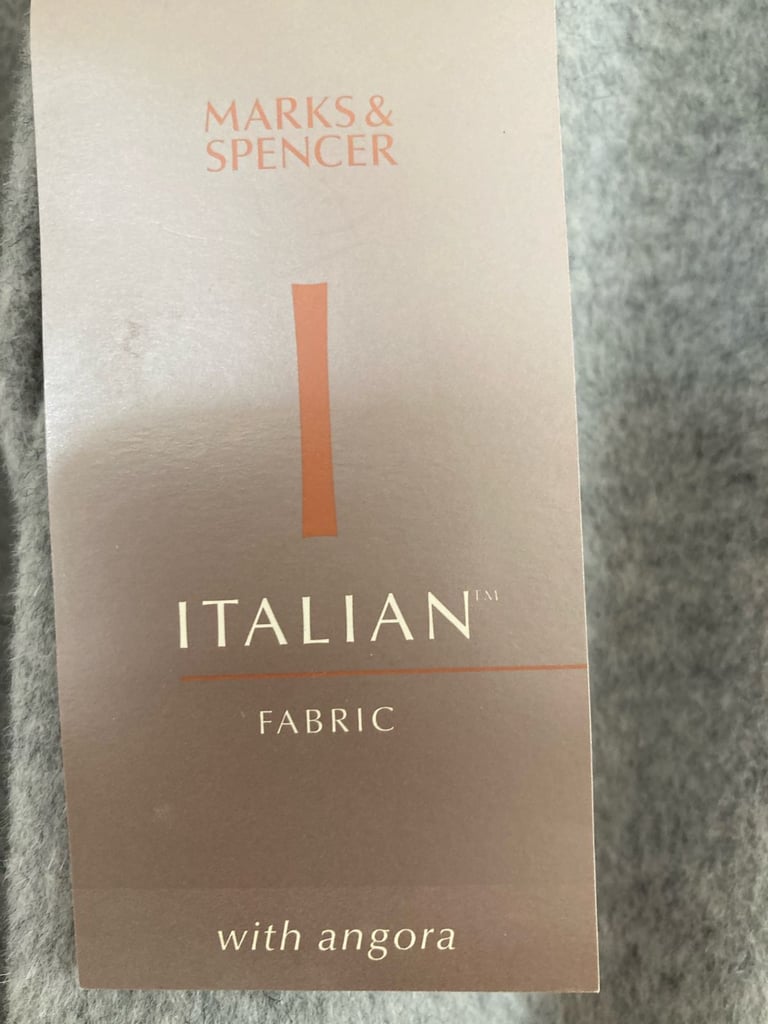 MARKS &
SPENCER
I
ITALIAN™
FABRIC
with angora